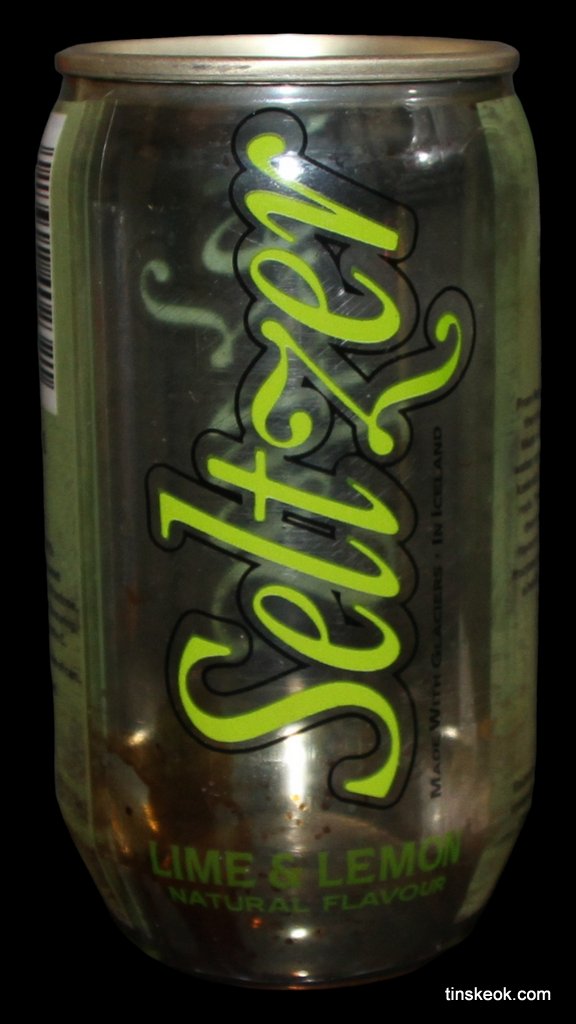 Seltzer
MADE WITH GLACIERS · IN ICELAND
LIME & LEMON
NATURAL FLAVOUR
tinskeok.com